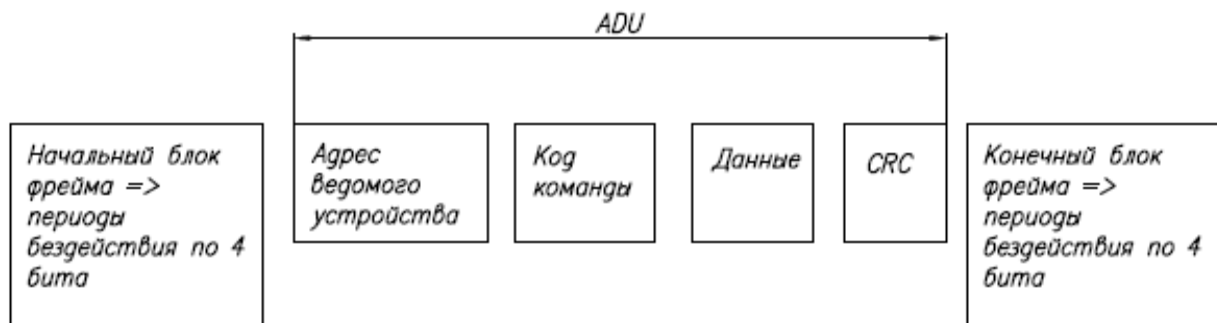 ADU
Начальный блок
фрейма =>
периоды
бездействия по 4
бита
Адрес
ведомого
устройства
Код
команды
Данные
CRC
Конечный блок
фрейма =>
периоды
бездействия по 4
бита